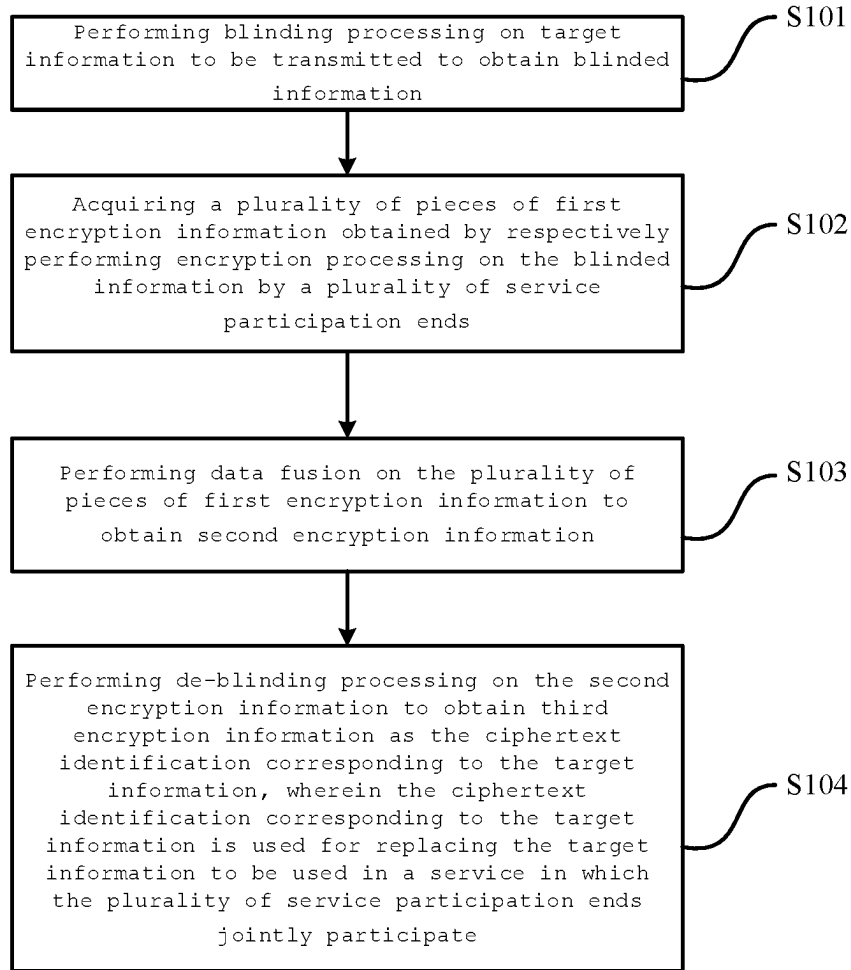 Performing blinding processing on target
information to be transmitted to obtain blinded
information
S101
Acquiring a plurality of pieces of first
encryption information obtained by respectively
performing encryption processing on the blinded
information by a plurality of service
participation ends
S102
Performing data fusion on the plurality of
pieces of first encryption information to
obtain second encryption information
S103
Performing de-blinding processing on the second
encryption information to obtain third
encryption information as the ciphertext
identification corresponding to the target
information, wherein the ciphertext
identification corresponding to the target
information is used for replacing the target
information to be used in a service in which
the plurality of service participation ends
jointly participate
S104